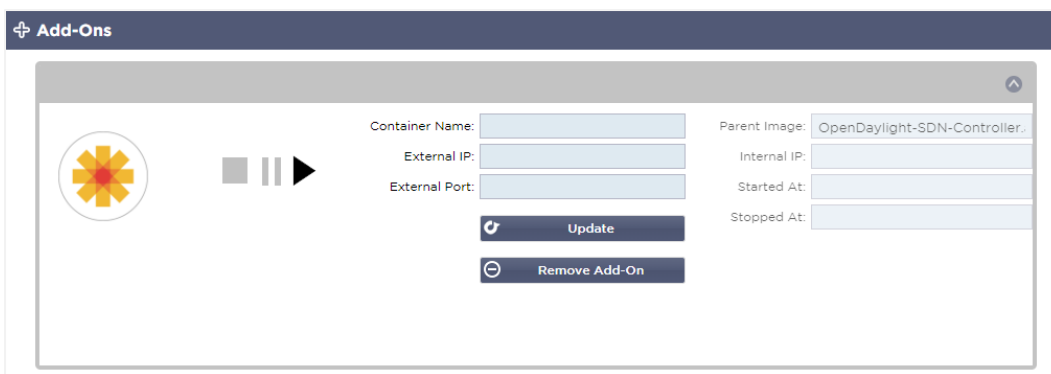 Add-Ons
Container Name:
Parent Image: OpenDaylight-SDN-Controller.
External IP:
Internal IP:
External Port:
Started At:
Stopped At:
Update
Remove Add-On